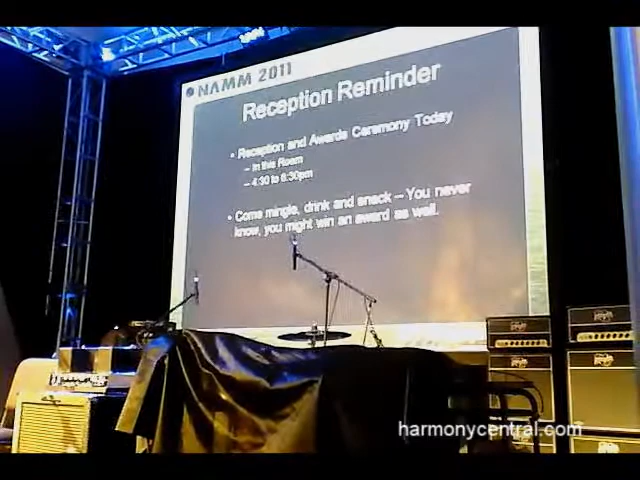 NAMM 2011
Reception Reminder
• Reception and Awards Ceremony Today
– In this Room
– 4:30 to 6:30pm
• Come mingle, drink and snack – You never
know, you might win an award as well.
harmonycentral.com